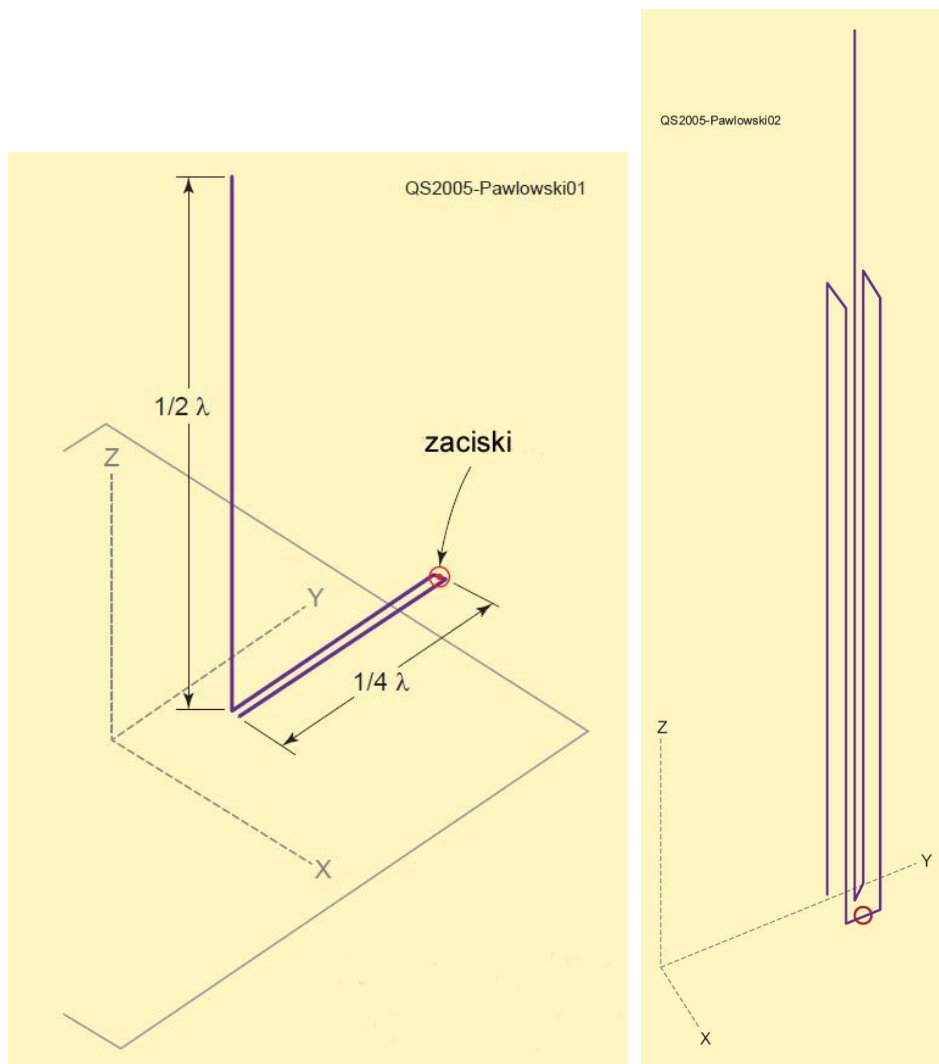 QS2005-Pawlowski01
1/2 λ
zaciski
Z
Y
1/4 λ
X
QS2005-Pawlowski02
Z
Y
X